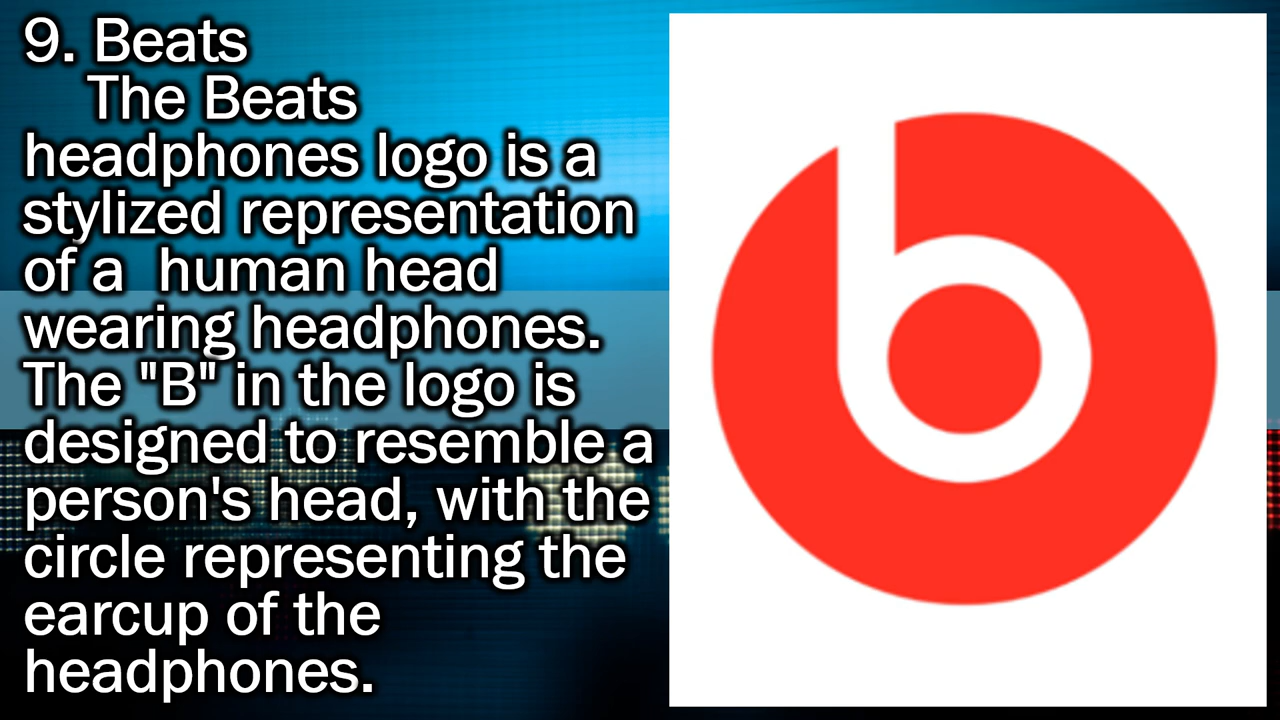 9. Beats
The Beats
headphones logo is a
stylized representation
of a  human head
wearing headphones.
The "B" in the logo is
designed to resemble a
person's head, with the
circle representing the
earcup of the
headphones.
b